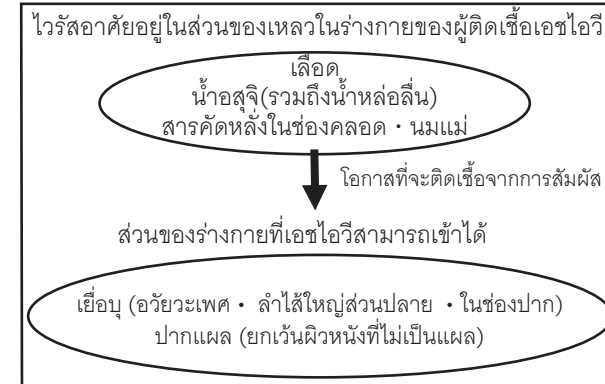 ไวรัสอาศัยอยู่ในส่วนของเหลวในร่างกายของผู้ติดเชื้อเอชไอวี
เลือด
น้ำอสุจิ(รวมถึงน้ำหล่อลื่น)
สารคัดหลั่งในช่องคลอด・นมแม่
โอกาสที่จะติดเชื้อจากการสัมผัส
ส่วนของร่างกายที่เอชไอวีสามารถเข้าได้
เยื่อบุ (อวัยวะเพศ・ ลำไส้ใหญ่ส่วนปลาย ・ในช่องปาก)
ปากแผล (ยกเว้นผิวหนังที่ไม่เป็นแผล)